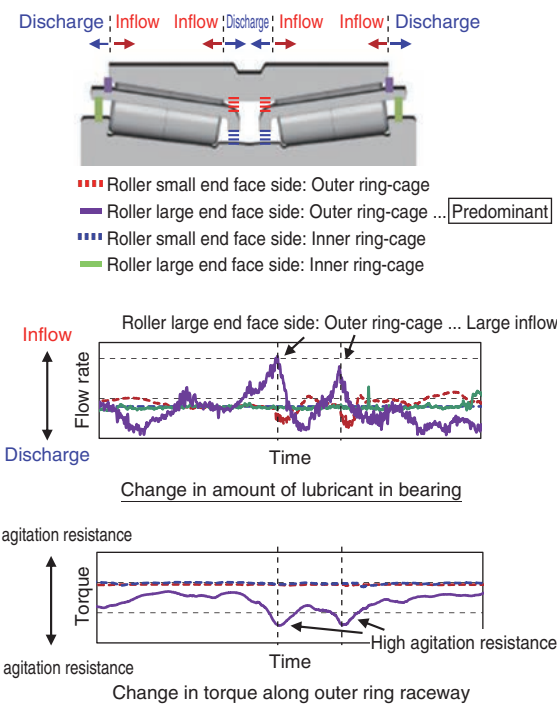 Discharge Inflow Inflow Discharge Inflow Inflow Discharge
Roller small end face side: Outer ring-cage
Roller large end face side: Outer ring-cage ... Predominant
Roller small end face side: Inner ring-cage
Roller large end face side: Inner ring-cage
Roller large end face side: Outer ring-cage ... Large inflow
Inflow
Flow rate
Discharge
Time
Change in amount of lubricant in bearing
agitation resistance
Torque
High agitation resistance
agitation resistance
Time
Change in torque along outer ring raceway